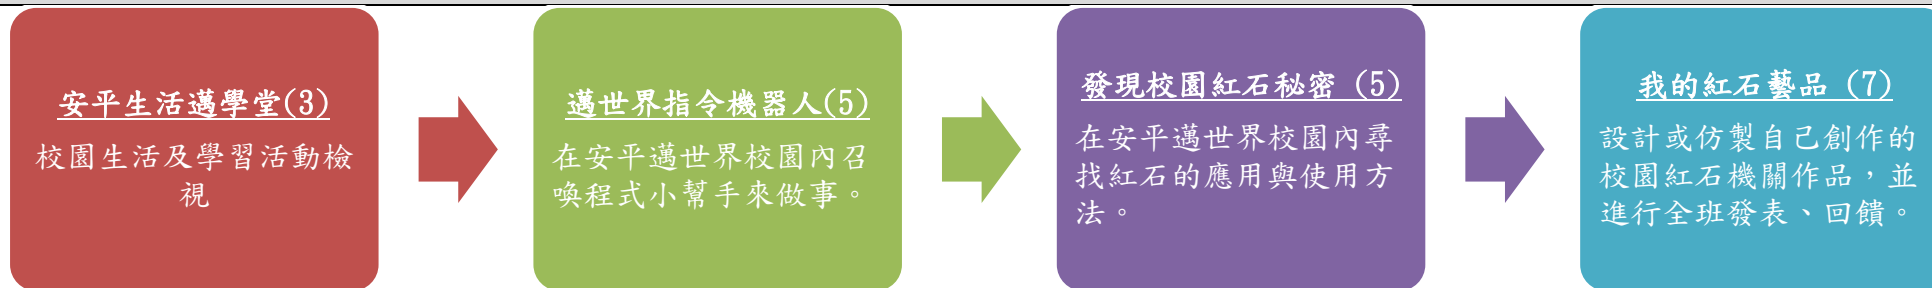 安平生活邁學堂(3)
校園生活及學習活動檢
視
邁世界指令機器人(5)
在安平邁世界校園內召
喚程式小幫手來做事。
發現校園紅石秘密 (5)
在安平邁世界校園內尋
找紅石的應用與使用方
法。
我的紅石藝品 (7)
設計或仿製自己創作的
校園紅石機關作品，並
進行全班發表、回饋。